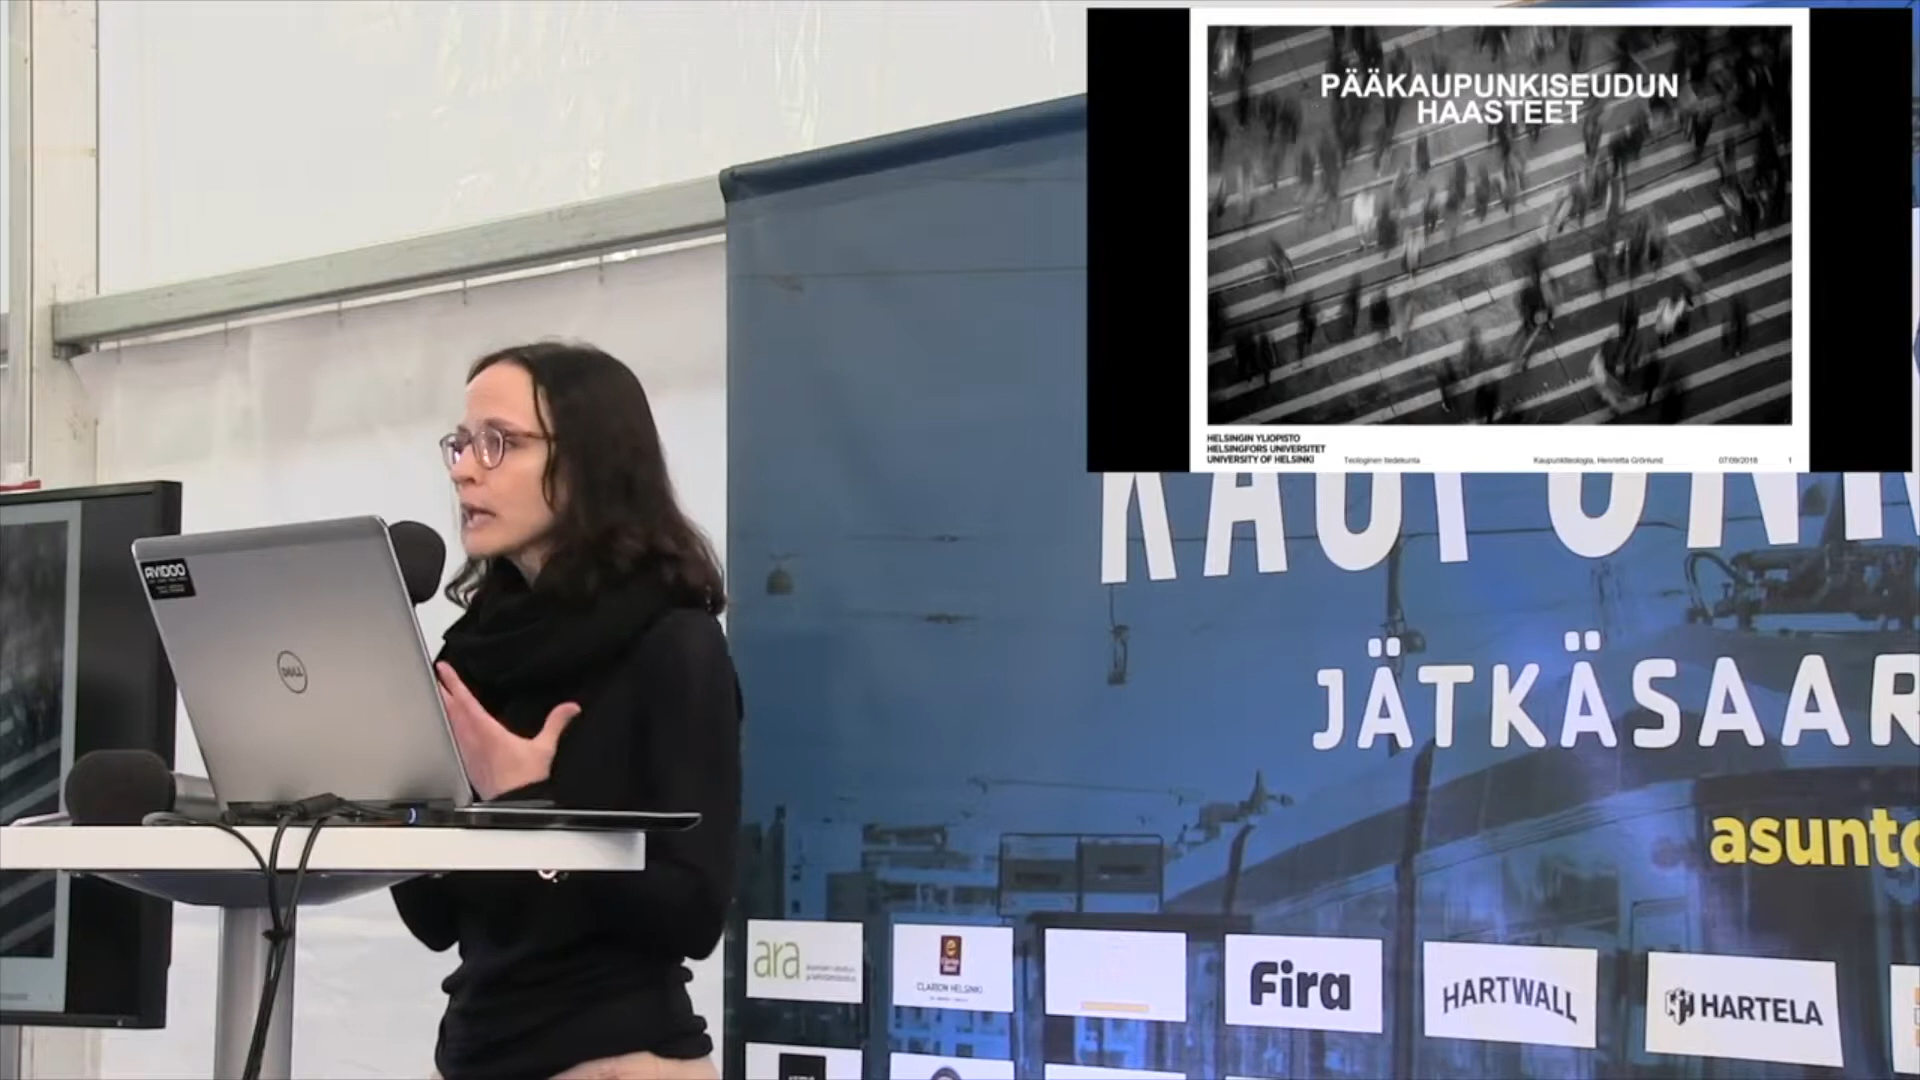 PÄÄKAUPUNKISEUDUN
HAASTEET
HELSINGIN YLIOPISTO
HELSINGFORS UNIVERSITET
UNIVERSITY OF HELSINKI
Teologinen tiedekunta
Kaupunkiteologia, Henrietta Grönlund
07/09/2018
1
JÄTKÄSAAR
asunto
AVIDOO
DELL
ara
CLARION HELSINKI
Fira
HARTWALL
HARTELA